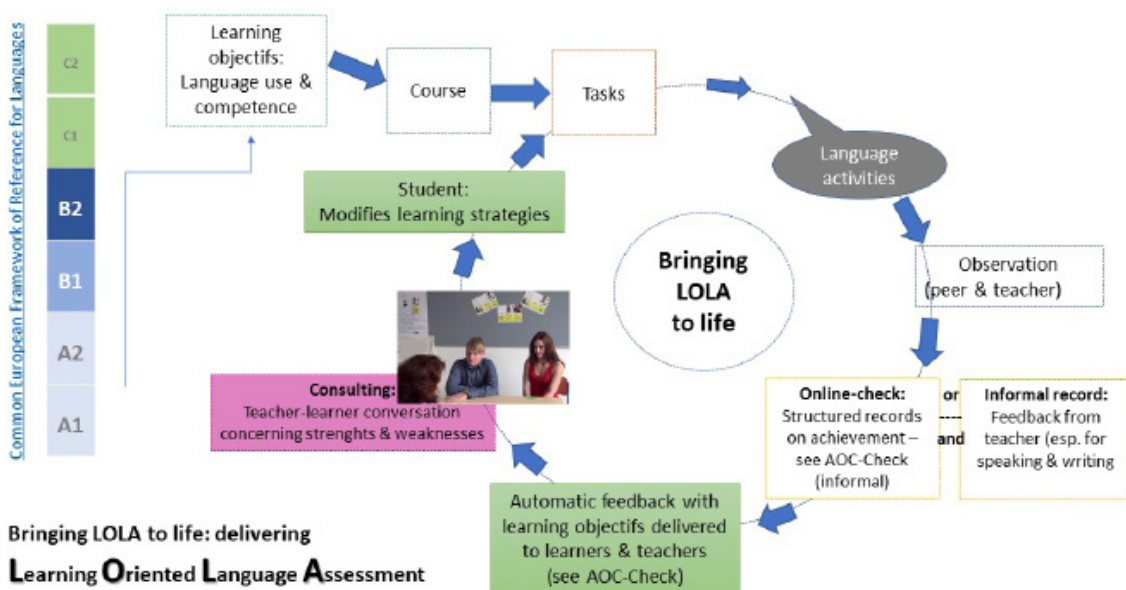 Common European Framework of Reference for Languages
C2
C1
B2
B1
A2
A1
Learning
objectifs:
Language use &
competence
Course
Tasks
Language
activities
Observation
(peer & teacher)
Online-check:
Structured records
on achievement –
see AOC-Check
(informal)
or
----
and
Informal record:
Feedback from
teacher (esp. for
speaking & writing
Automatic feedback with
learning objectifs delivered
to learners & teachers
(see AOC-Check)
Consulting:
Teacher-learner conversation
concerning strenghts & weaknesses
Student:
Modifies learning strategies
Bringing
LOLA
to life
Bringing LOLA to life: delivering
Learning Oriented Language Assessment